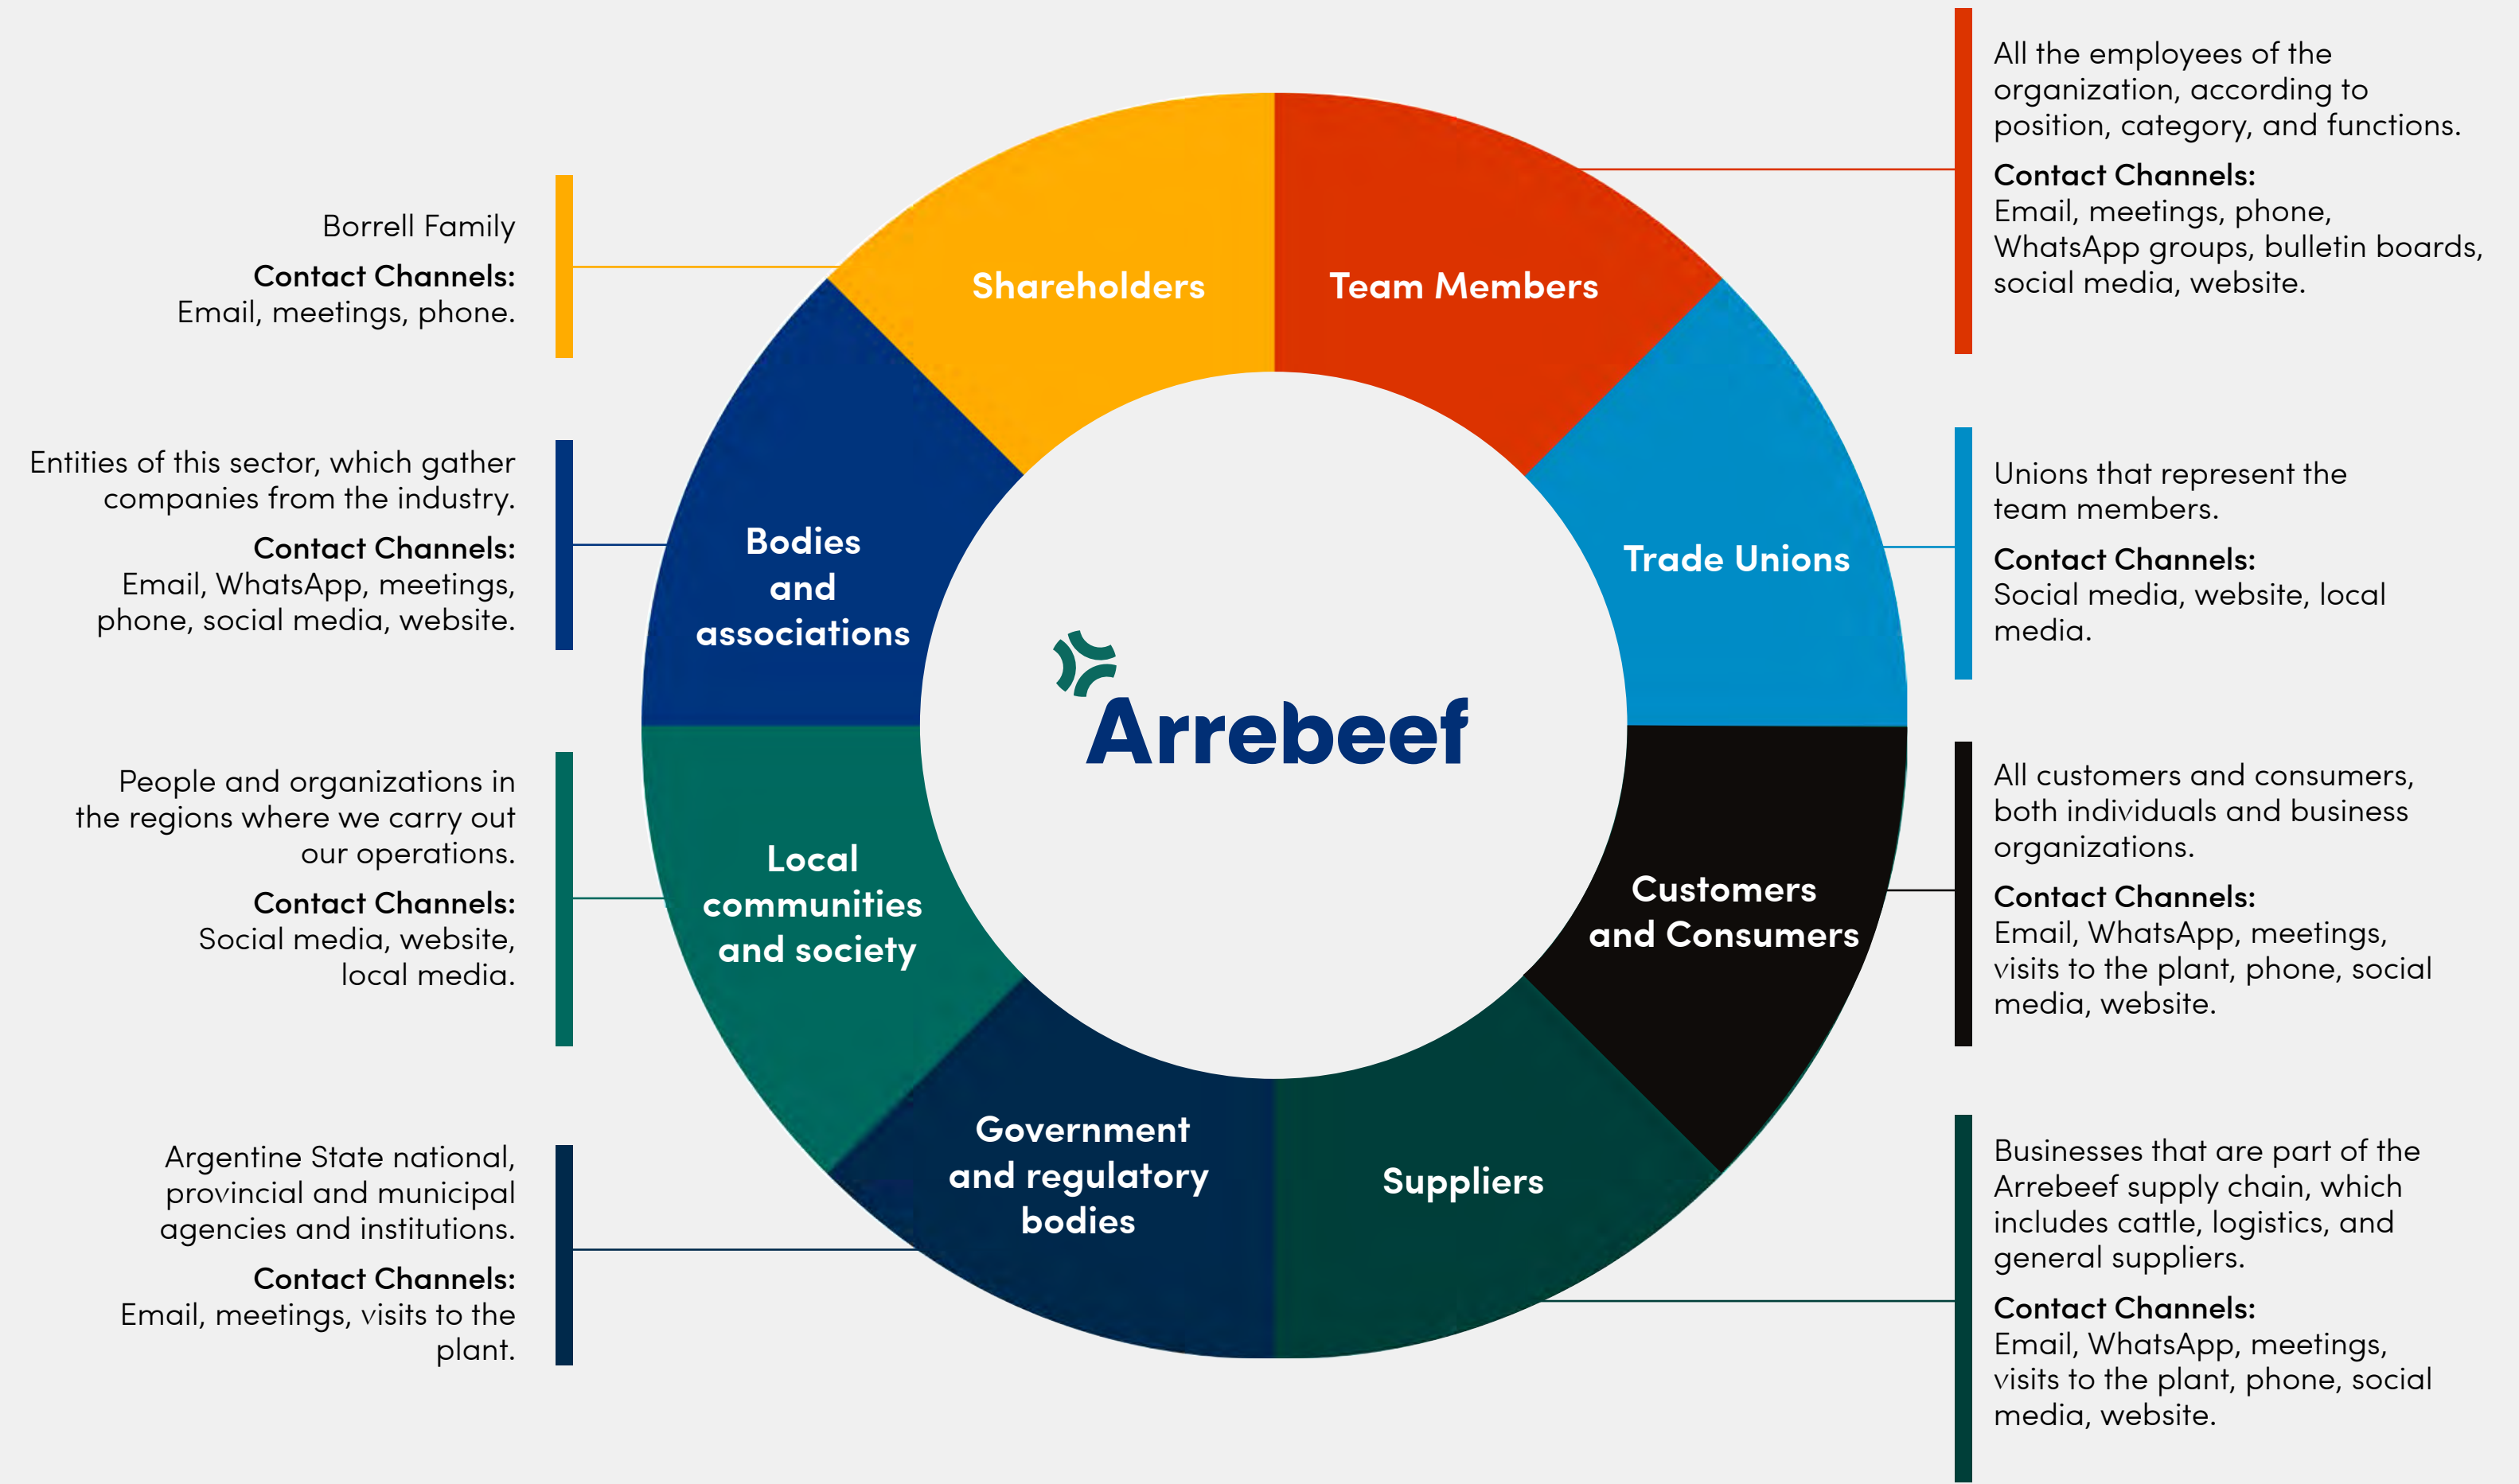 All the employees of the
organization, according to
position, category, and functions.
Contact Channels:
Email, meetings, phone,
WhatsApp groups, bulletin boards,
social media, website.
Borrell Family
Contact Channels:
Email, meetings, phone.
Shareholders
Team Members
Entities of this sector, which gather
companies from the industry.
Contact Channels:
Email, WhatsApp, meetings,
phone, social media, website.
Bodies
and
associations
Trade Unions
Unions that represent the
team members.
Contact Channels:
Social media, website, local
media.
Arrebeef
People and organizations in
the regions where we carry out
our operations.
Contact Channels:
Social media, website,
local media.
Local
communities
and society
Customers
and Consumers
All customers and consumers,
both individuals and business
organizations.
Contact Channels:
Email, WhatsApp, meetings,
visits to the plant, phone, social
media, website.
Argentine State national,
provincial and municipal
agencies and institutions.
Contact Channels:
Email, meetings, visits to the
plant.
Government
and regulatory
bodies
Suppliers
Businesses that are part of the
Arrebeef supply chain, which
includes cattle, logistics, and
general suppliers.
Contact Channels:
Email, WhatsApp, meetings,
visits to the plant, phone, social
media, website.